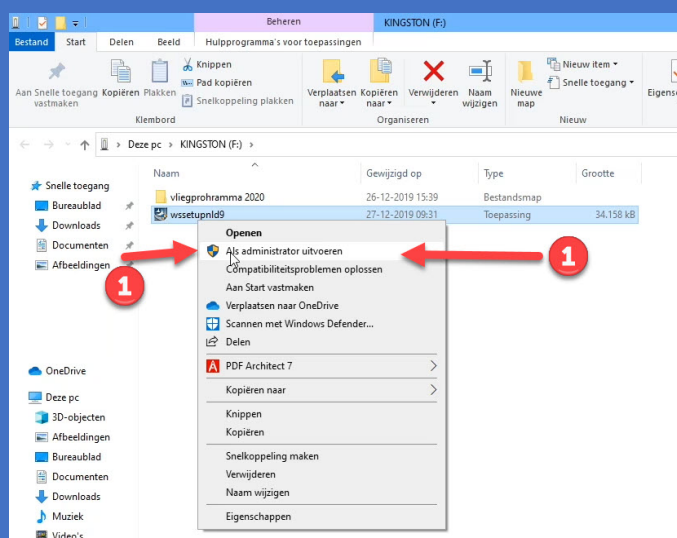 Beheren
KINGSTON (F:)
Bestand Start Delen Beeld Hulpprogramma's voor toepassingen
Aan Snelle toegang vastmaken
Kopiëren
Plakken
Knippen
Pad kopiëren
Snelkoppeling plakken
Klembord
Verplaatsen naar
Kopiëren naar
Verwijderen
Naam wijzigen
Organiseren
Nieuwe map
Nieuw item
Snelle toegang
Nieuw
Deze pc > KINGSTON (F:) >
Naam Gewijzigd op Type Grootte
vliegprohramma 2020 26-12-2019 15:39 Bestandsmap
wssetupnld9 27-12-2019 09:31 Toepassing 34.158 kB
Snelle toegang
Bureaublad
Downloads
Documenten
Afbeeldingen
OneDrive
Deze pc
3D-objecten
Afbeeldingen
Bureaublad
Documenten
Downloads
Muziek
Video's
Openen
Als administrator uitvoeren
Compatibiliteitsproblemen oplossen
Aan Start vastmaken
Verplaatsen naar OneDrive
Scannen met Windows Defender...
Delen
PDF Architect 7
Kopiëren naar
Knippen
Kopiëren
Snelkoppeling maken
Verwijderen
Naam wijzigen
Eigenschappen
1
1